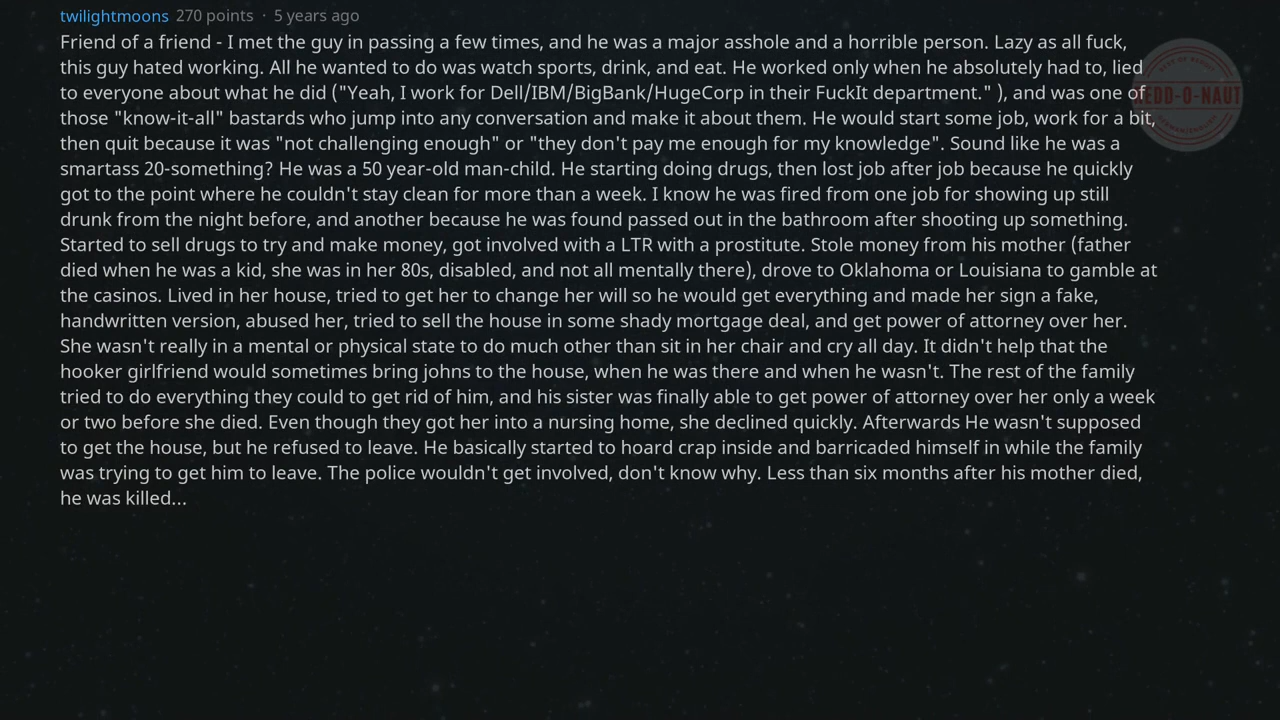 twilightmoons 270 points · 5 years ago
Friend of a friend - I met the guy in passing a few times, and he was a major asshole and a horrible person. Lazy as all fuck,
this guy hated working. All he wanted to do was watch sports, drink, and eat. He worked only when he absolutely had to, lied
to everyone about what he did ("Yeah, I work for Dell/IBM/BigBank/HugeCorp in their FuckIt department." ), and was one of
those "know-it-all" bastards who jump into any conversation and make it about them. He would start some job, work for a bit,
then quit because it was "not challenging enough" or "they don't pay me enough for my knowledge". Sound like he was a
smartass 20-something? He was a 50 year-old man-child. He starting doing drugs, then lost job after job because he quickly
got to the point where he couldn't stay clean for more than a week. I know he was fired from one job for showing up still
drunk from the night before, and another because he was found passed out in the bathroom after shooting up something.
Started to sell drugs to try and make money, got involved with a LTR with a prostitute. Stole money from his mother (father
died when he was a kid, she was in her 80s, disabled, and not all mentally there), drove to Oklahoma or Louisiana to gamble at
the casinos. Lived in her house, tried to get her to change her will so he would get everything and made her sign a fake,
handwritten version, abused her, tried to sell the house in some shady mortgage deal, and get power of attorney over her.
She wasn't really in a mental or physical state to do much other than sit in her chair and cry all day. It didn't help that the
hooker girlfriend would sometimes bring johns to the house, when he was there and when he wasn't. The rest of the family
tried to do everything they could to get rid of him, and his sister was finally able to get power of attorney over her only a week
or two before she died. Even though they got her into a nursing home, she declined quickly. Afterwards He wasn't supposed
to get the house, but he refused to leave. He basically started to hoard crap inside and barricaded himself in while the family
was trying to get him to leave. The police wouldn't get involved, don't know why. Less than six months after his mother died,
he was killed...
REDD-O-NAUT